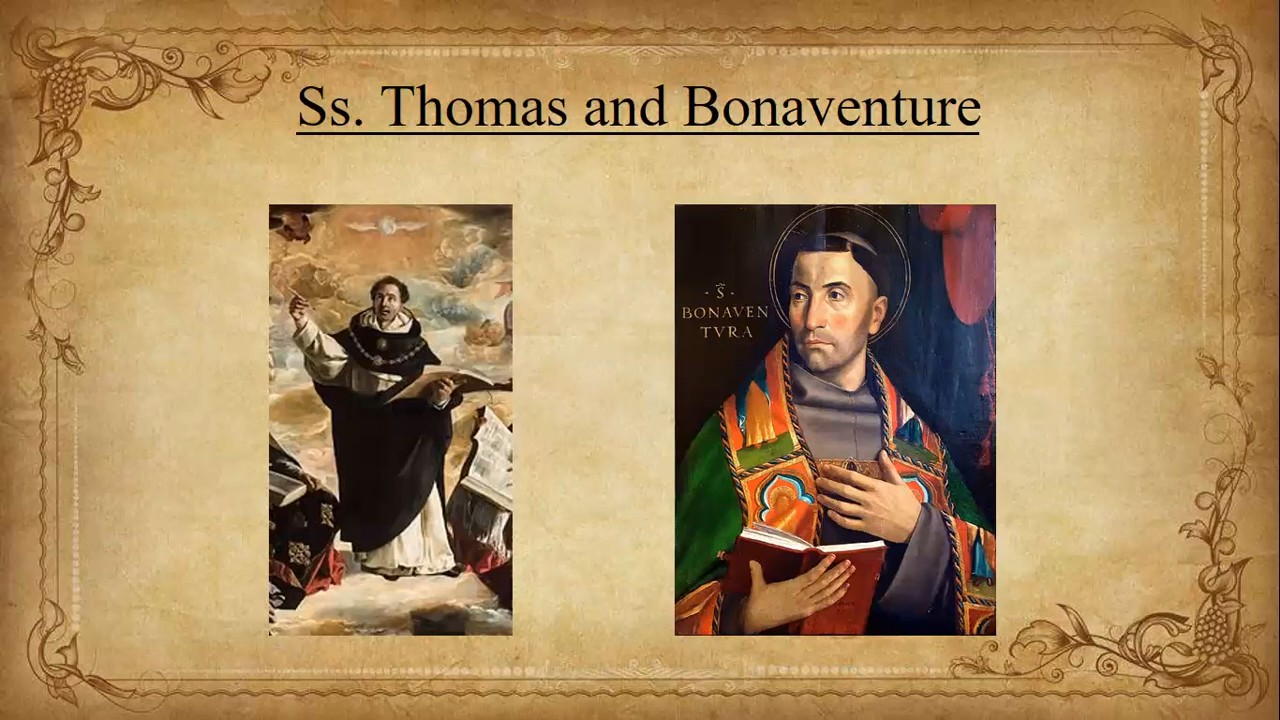 Ss. Thomas and Bonaventure
· S̃ ·
BONAVEN
TVRA